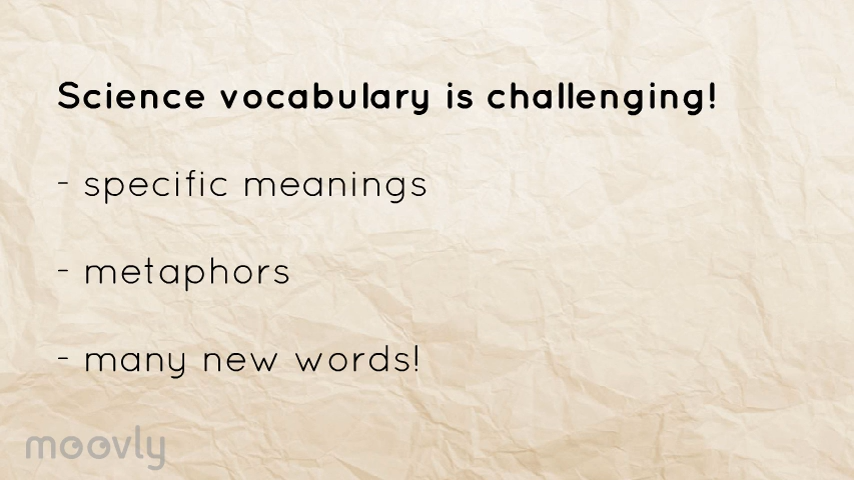 Science vocabulary is challenging!
- specific meanings
- metaphors
- many new words!
moovly